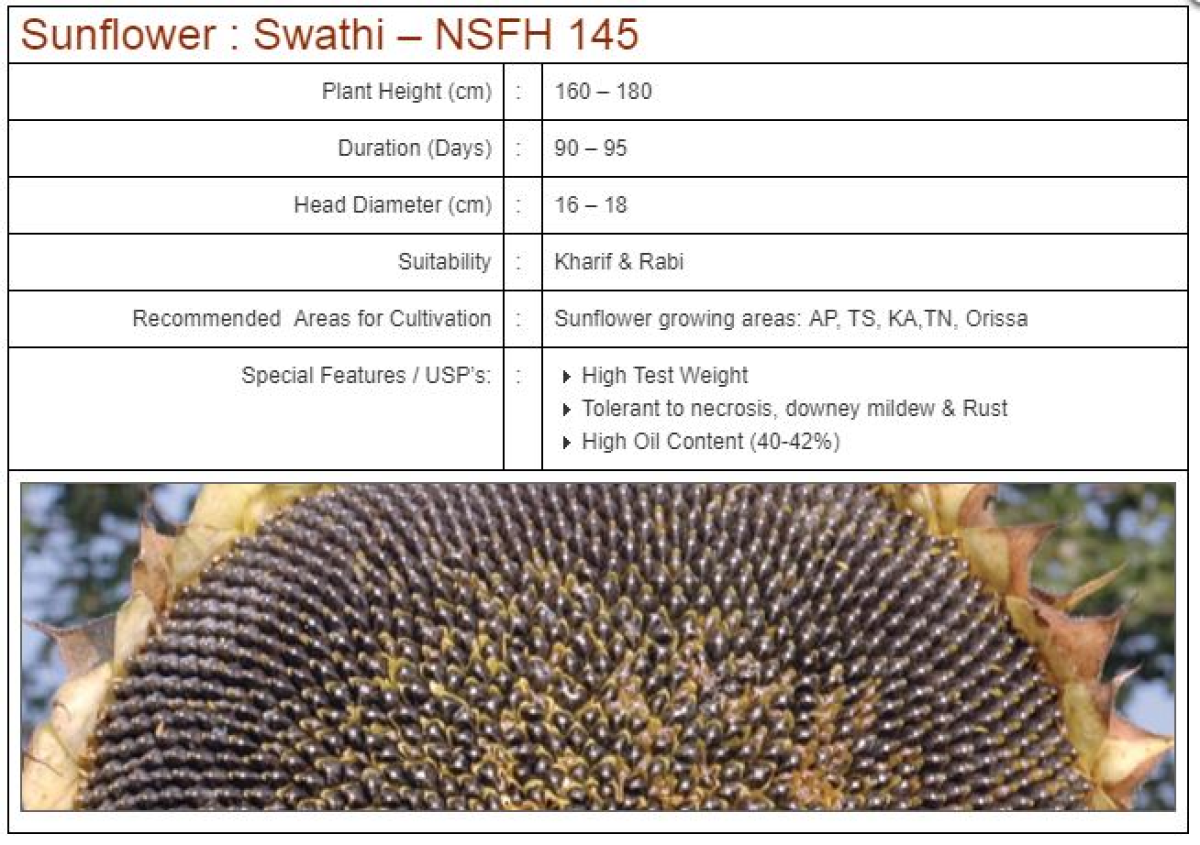 Sunflower : Swathi – NSFH 145
Plant Height (cm) : 160 – 180
Duration (Days) : 90 – 95
Head Diameter (cm) : 16 – 18
Suitability : Kharif & Rabi
Recommended  Areas for Cultivation : Sunflower growing areas: AP, TS, KA,TN, Orissa
Special Features / USP's: : High Test Weight
Tolerant to necrosis, downey mildew & Rust
High Oil Content (40-42%)